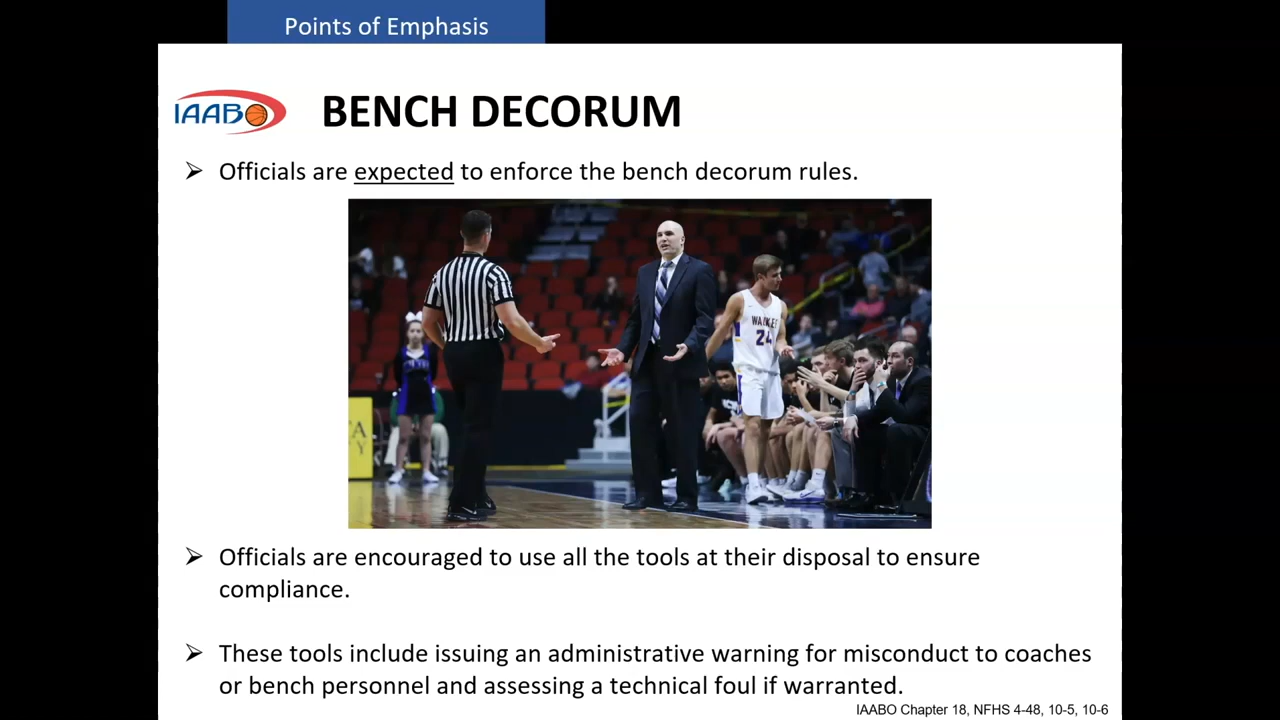 Points of Emphasis
IAABO
BENCH DECORUM
➢ Officials are expected to enforce the bench decorum rules.
24
➢ Officials are encouraged to use all the tools at their disposal to ensure
compliance.
➢ These tools include issuing an administrative warning for misconduct to coaches
or bench personnel and assessing a technical foul if warranted.
IAABO Chapter 18, NFHS 4-48, 10-5, 10-6